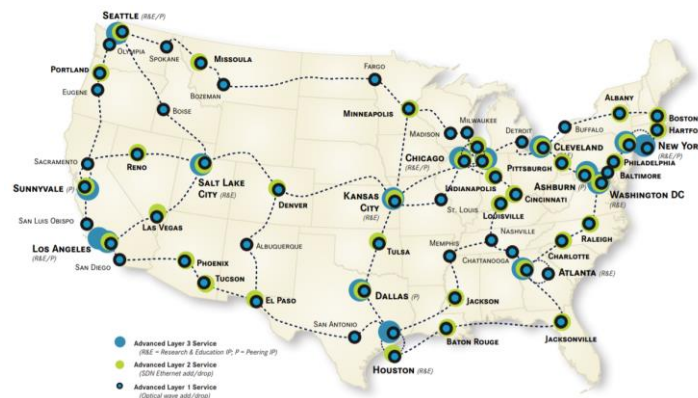 SEATTLE (R&E/P)
OLYMPIA
SPOKANE
MISSOULA
PORTLAND
EUGENE
BOZEMAN
BOISE
FARGO
MINNEAPOLIS
MILWAUKEE
MADISON
DETROIT
BUFFALO
ALBANY
BOSTON
HARTFO
CLEVELAND
CHICAGO
(R&E/P)
NEW YOR
(R&E/P)
PITTSBURGH
PHILADELPHIA
BALTIMORE
ASHBURN (P)
WASHINGTON DC
(R&E)
SACRAMENTO
RENO
SALT LAKE
CITY (R&E)
SUNNYVALE (P)
DENVER
KANSAS
CITY
(R&E)
INDIANAPOLIS
CINCINNATI
ST. LOUIS
LOUISVILLE
SAN LUIS OBISPO
LAS VEGAS
LOS ANGELES
(R&E/P)
SAN DIEGO
ALBUQUERQUE
TULSA
MEMPHIS
NASHVILLE
CHATTANOOGA
RALEIGH
CHARLOTTE
ATLANTA (R&E)
PHOENIX
TUCSON
EL PASO
DALLAS (P)
JACKSON
SAN ANTONIO
BATON ROUGE
JACKSONVILLE
HOUSTON (R&E)
ADVANCED LAYER 3 SERVICE
(R&E = Research & Education IP; P = Peering IP)
ADVANCED LAYER 2 SERVICE
(SDN Ethernet add/drop)
ADVANCED LAYER 1 SERVICE
(Optical wave add/drop)